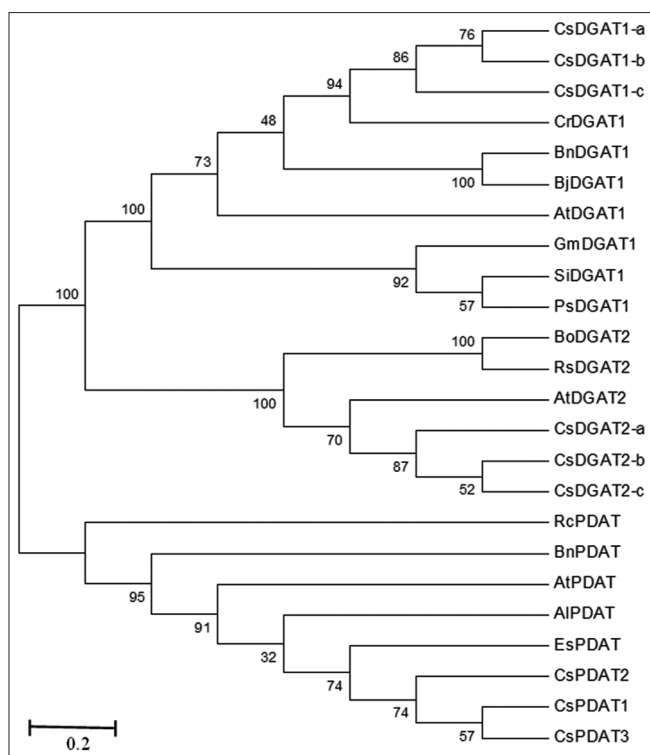 CsDGAT1-a
76
CsDGAT1-b
86
CsDGAT1-c
94
CrDGAT1
48
BnDGAT1
100
BjDGAT1
73
AtDGAT1
100
GmDGAT1
92
SiDGAT1
57
PsDGAT1
100
BoDGAT2
100
RsDGAT2
100
AtDGAT2
70
CsDGAT2-a
87
CsDGAT2-b
52
CsDGAT2-c
RcPDAT
BnPDAT
95
AtPDAT
91
AlPDAT
32
EsPDAT
74
CsPDAT2
74
CsPDAT1
57
CsPDAT3
0.2